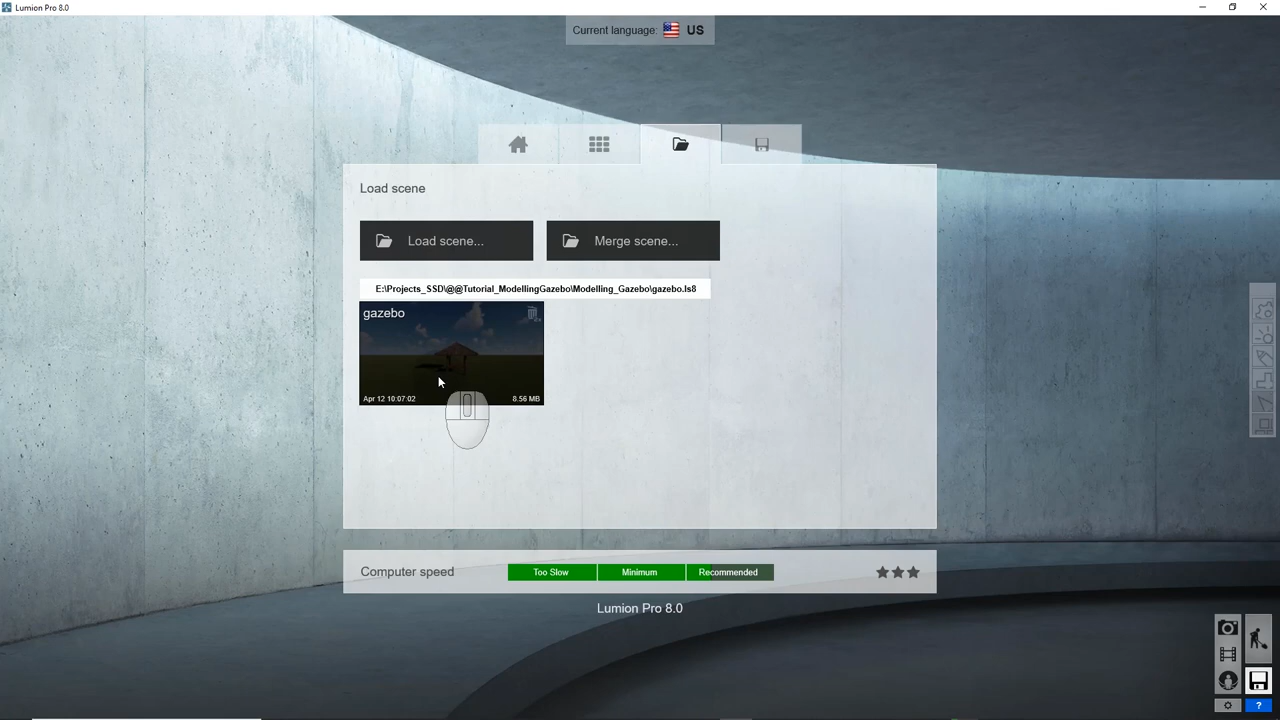 Lumion Pro 8.0
Current language: US
Load scene
Load scene... Merge scene...
E:\Projects_SSD\@@Tutorial_ModellingGazebo\Modelling_Gazebo\gazebo.ls8
gazebo
Apr 12 10:07:02 8.56 MB
Computer speed Too Slow Minimum Recommended
Lumion Pro 8.0
?